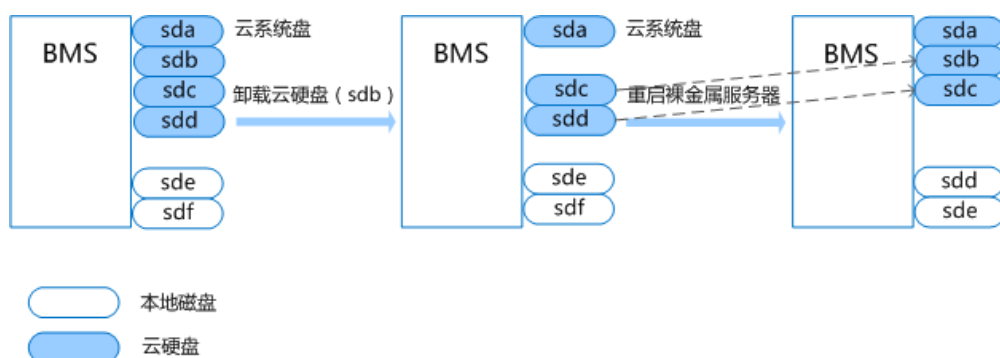 BMS
sda
云系统盘
sdb
sdc
sdd
sde
sdf
卸载云硬盘（sdb）
BMS
sda
云系统盘
sdc
sdd
sde
sdf
重启裸金属服务器
BMS
sda
sdb
sdc
sdd
sde
本地磁盘
云硬盘